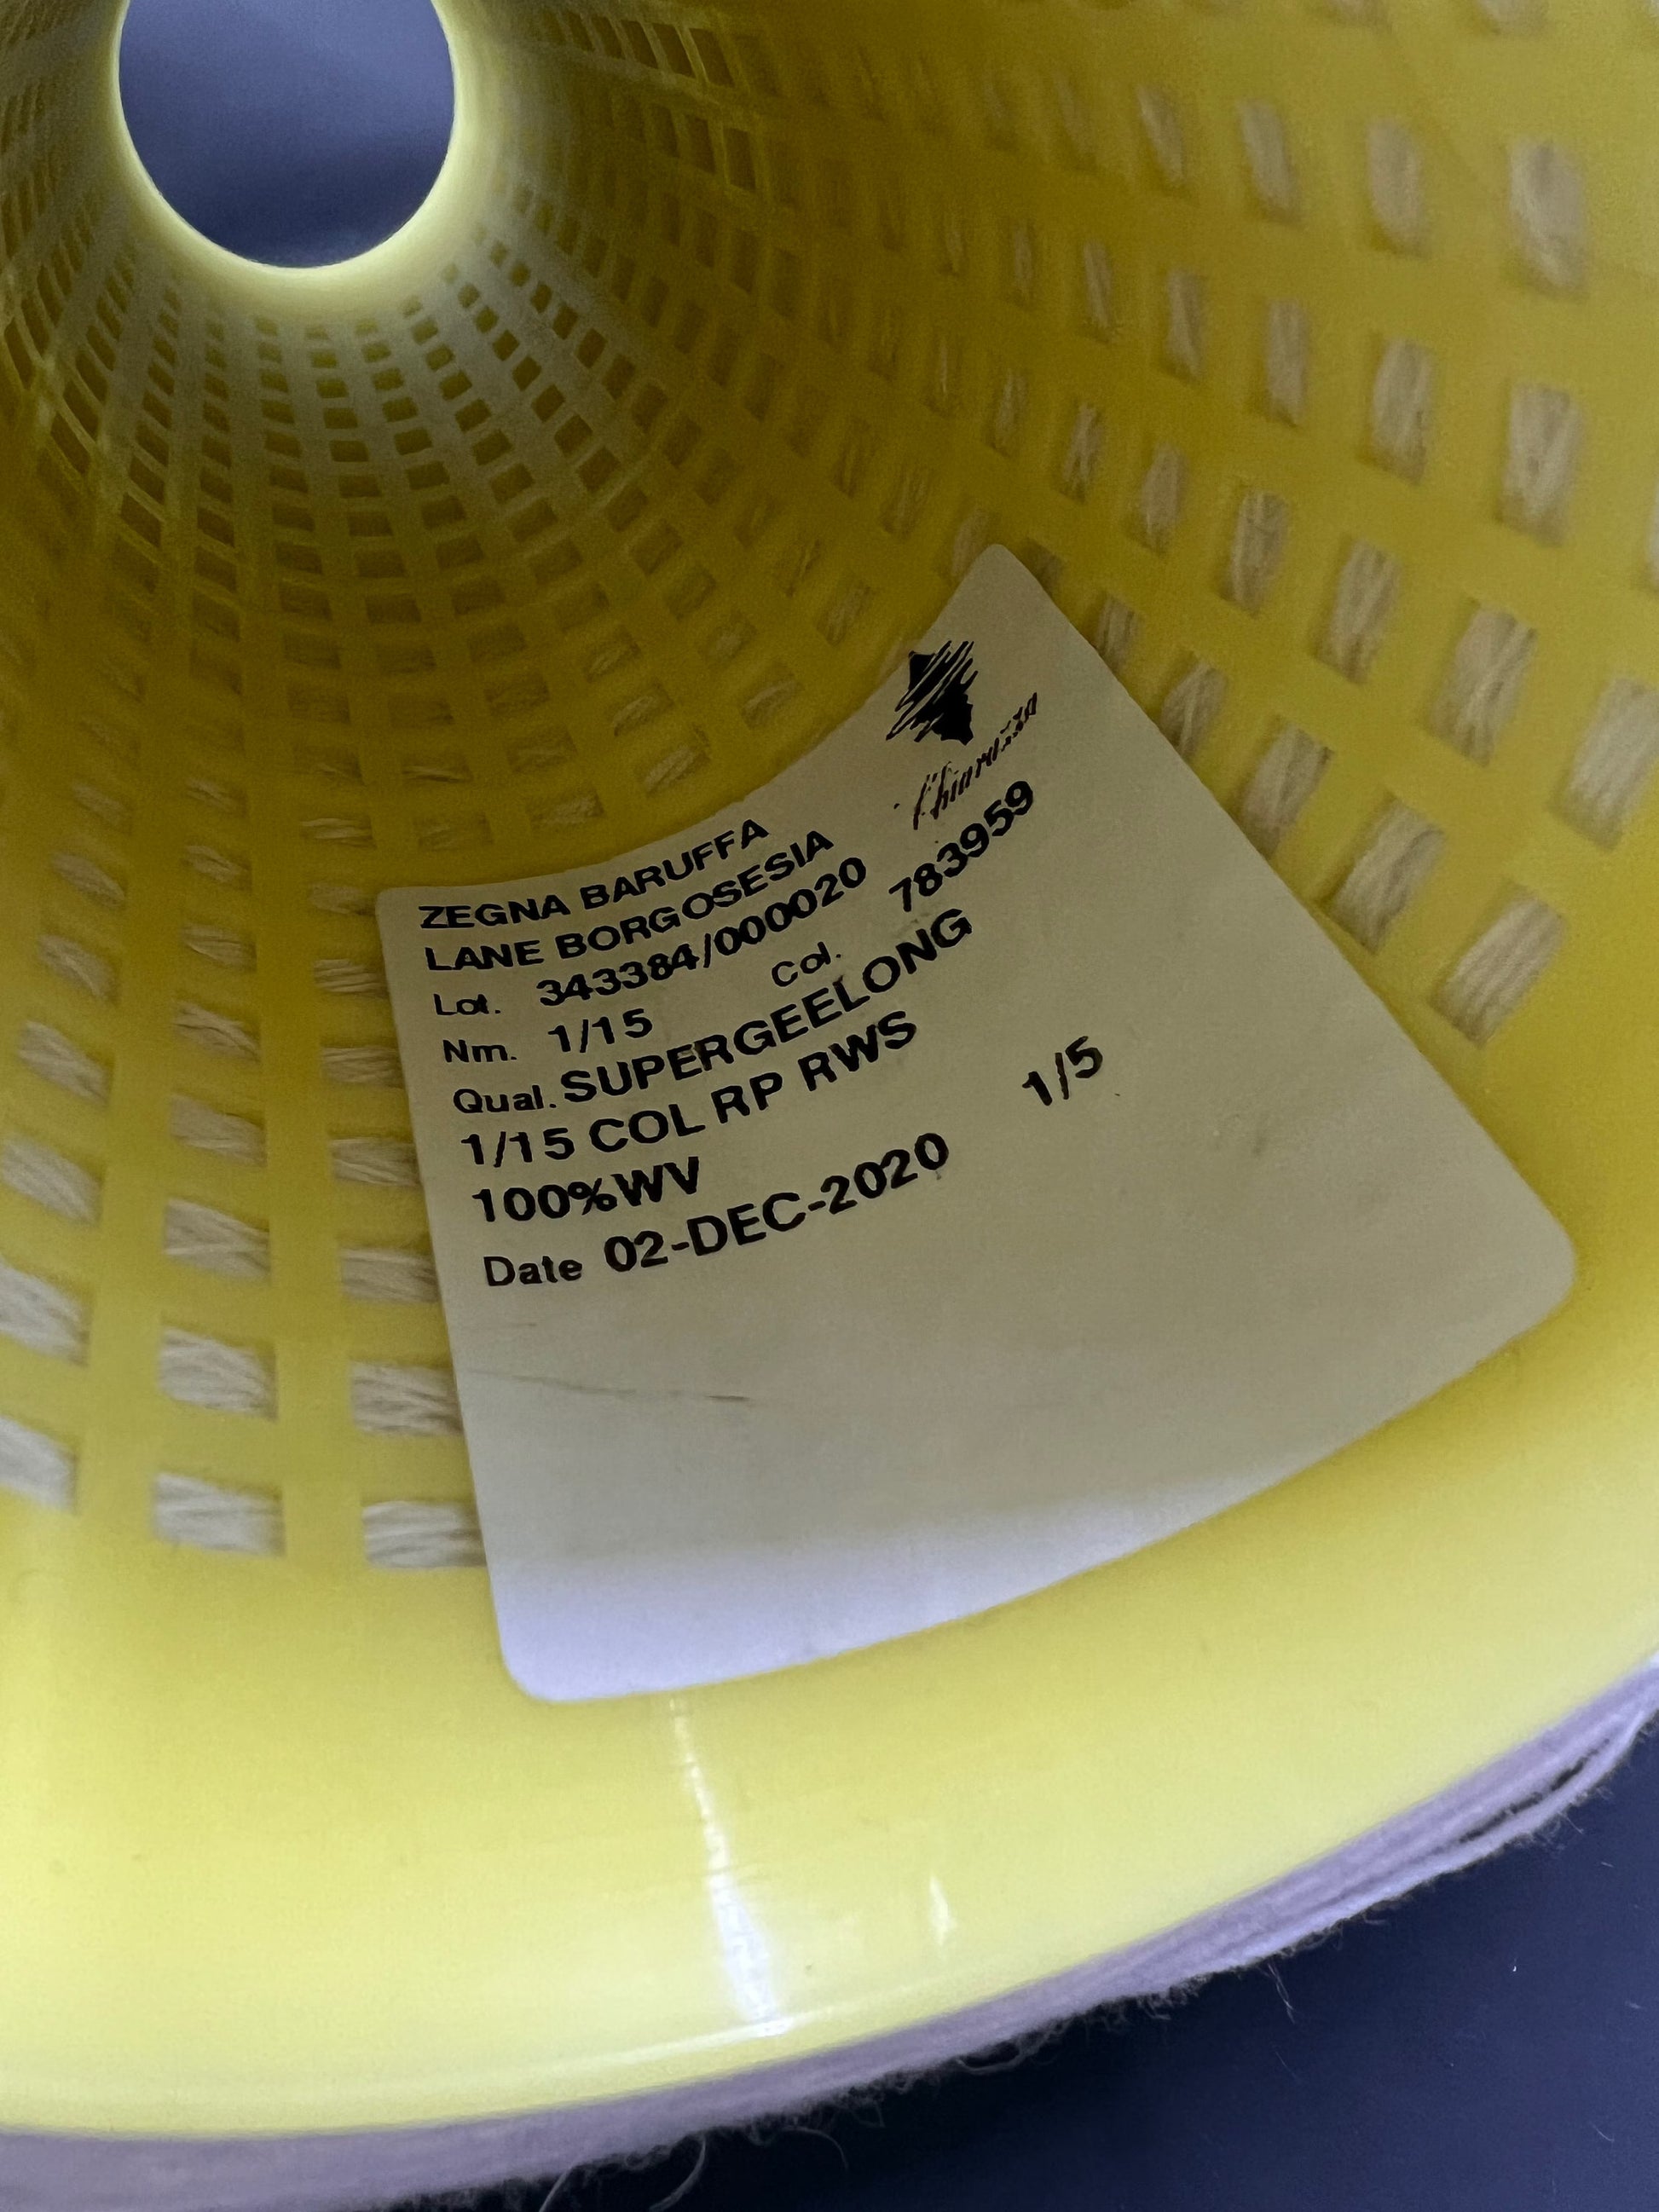 Chiavazza
ZEGNA BARUFFA
LANE BORGOSESIA
Lot. 343384/000020 Col. 783959
Nm. 1/15
Qual. SUPERGEELONG
1/15 COL RP RWS
100%WV 1/5
Date 02-DEC-2020